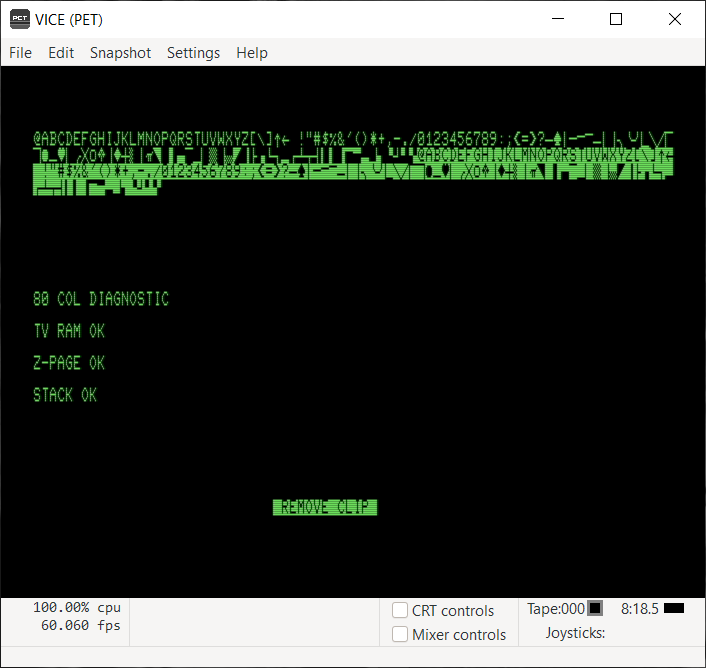 PET
VICE (PET)
File Edit Snapshot Settings Help
@ABCDEFGHIJKLMNOPQRSTUVWXYZ[\]↑← !"#$%&'()*+,-./0123456789:;<=>?
@ABCDEFGHIJKLMNOPQRSTUVWXYZ[\]↑←
!"#$%&'()*+,-./0123456789:;<=>?
80 COL DIAGNOSTIC
TV RAM OK
Z-PAGE OK
STACK OK
REMOVE CLIP
100.00% cpu
60.060 fps
CRT controls
Mixer controls
Tape:000 8:18.5
Joysticks: